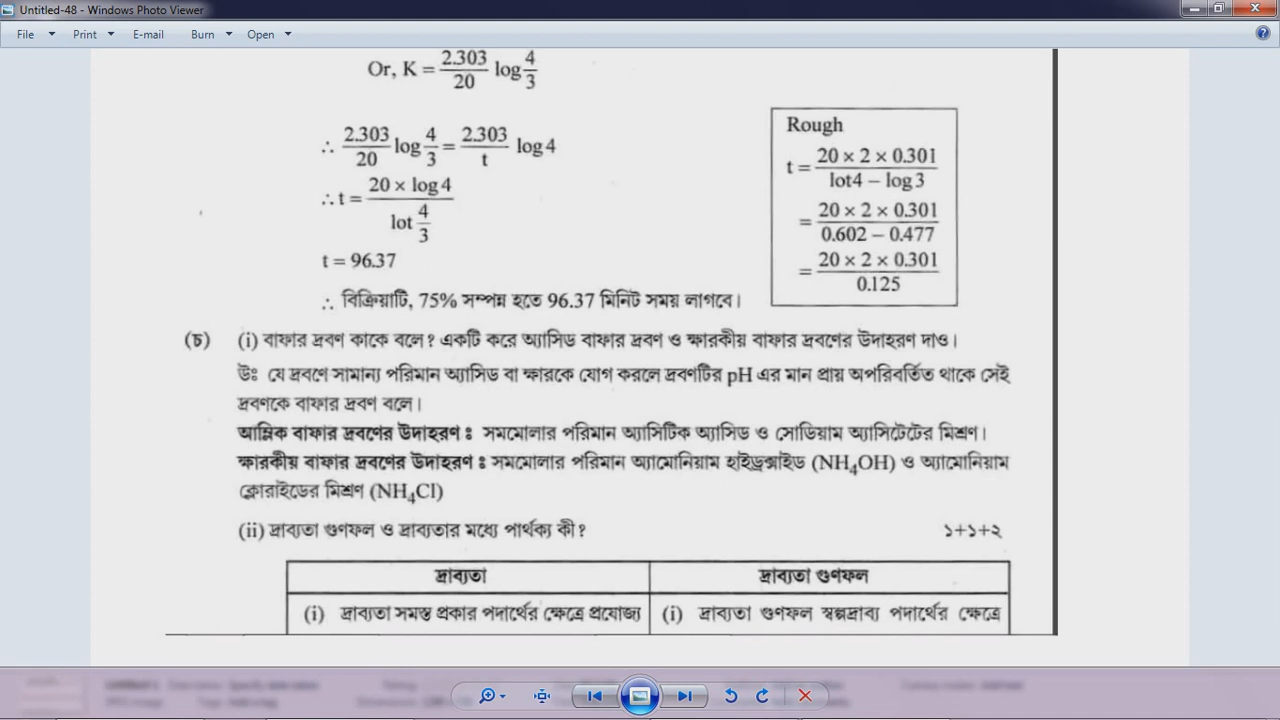 Untitled-48 - Windows Photo Viewer
File Print E-mail Burn Open
Or, K = 2.303/20 log 4/3
∴ 2.303/20 log 4/3 = 2.303/t log 4
∴ t = 20 × log 4 / lot 4/3
t = 96.37
∴ বিক্রিয়াটি, 75% সম্পন্ন হতে 96.37 মিনিট সময় লাগবে।
Rough
t = 20 × 2 × 0.301 / lot4 − log3
= 20 × 2 × 0.301 / 0.602 − 0.477
= 20 × 2 × 0.301 / 0.125
(চ) (i) বাফার দ্রবণ কাকে বলে? একটি করে অ্যাসিড বাফার দ্রবণ ও ক্ষারকীয় বাফার দ্রবণের উদাহরণ দাও।
উঃ যে দ্রবণে সামান্য পরিমান অ্যাসিড বা ক্ষারকে যোগ করলে দ্রবণটির pH এর মান প্রায় অপরিবর্তিত থাকে সেই
দ্রবণকে বাফার দ্রবণ বলে।
আম্লিক বাফার দ্রবণের উদাহরণ ঃ সমমোলার পরিমান অ্যাসিটিক অ্যাসিড ও সোডিয়াম অ্যাসিটেটের মিশ্রণ।
ক্ষারকীয় বাফার দ্রবণের উদাহরণ ঃ সমমোলার পরিমান অ্যামোনিয়াম হাইড্রক্সাইড (NH₄OH) ও অ্যামোনিয়াম
ক্লোরাইডের মিশ্রণ (NH₄Cl)
(ii) দ্রাব্যতা গুণফল ও দ্রাব্যতার মধ্যে পার্থক্য কী? ১+১+২
দ্রাব্যতা দ্রাব্যতা গুণফল
(i) দ্রাব্যতা সমস্ত প্রকার পদার্থের ক্ষেত্রে প্রযোজ্য (i) দ্রাব্যতা গুণফল স্বল্পদ্রাব্য পদার্থের ক্ষেত্রে